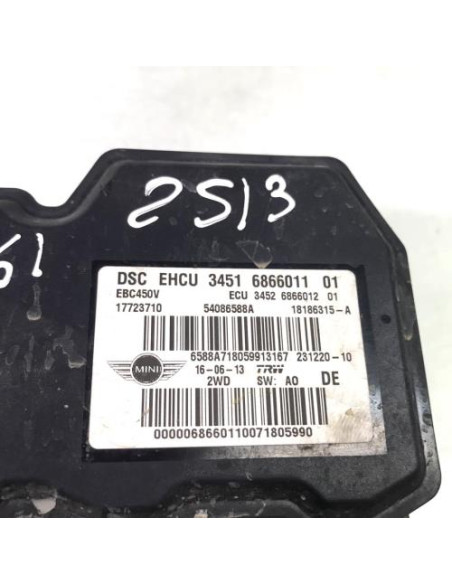 2S13
61
DSC EHCU 3451 6866011 01
EBC450V ECU 3452 6866012 01
17723710 54086588A 18186315-A
6588A718059913167 231220-10
MINI 16-06-13 TRW
2WD SW: A0 DE
0000068660110071805990